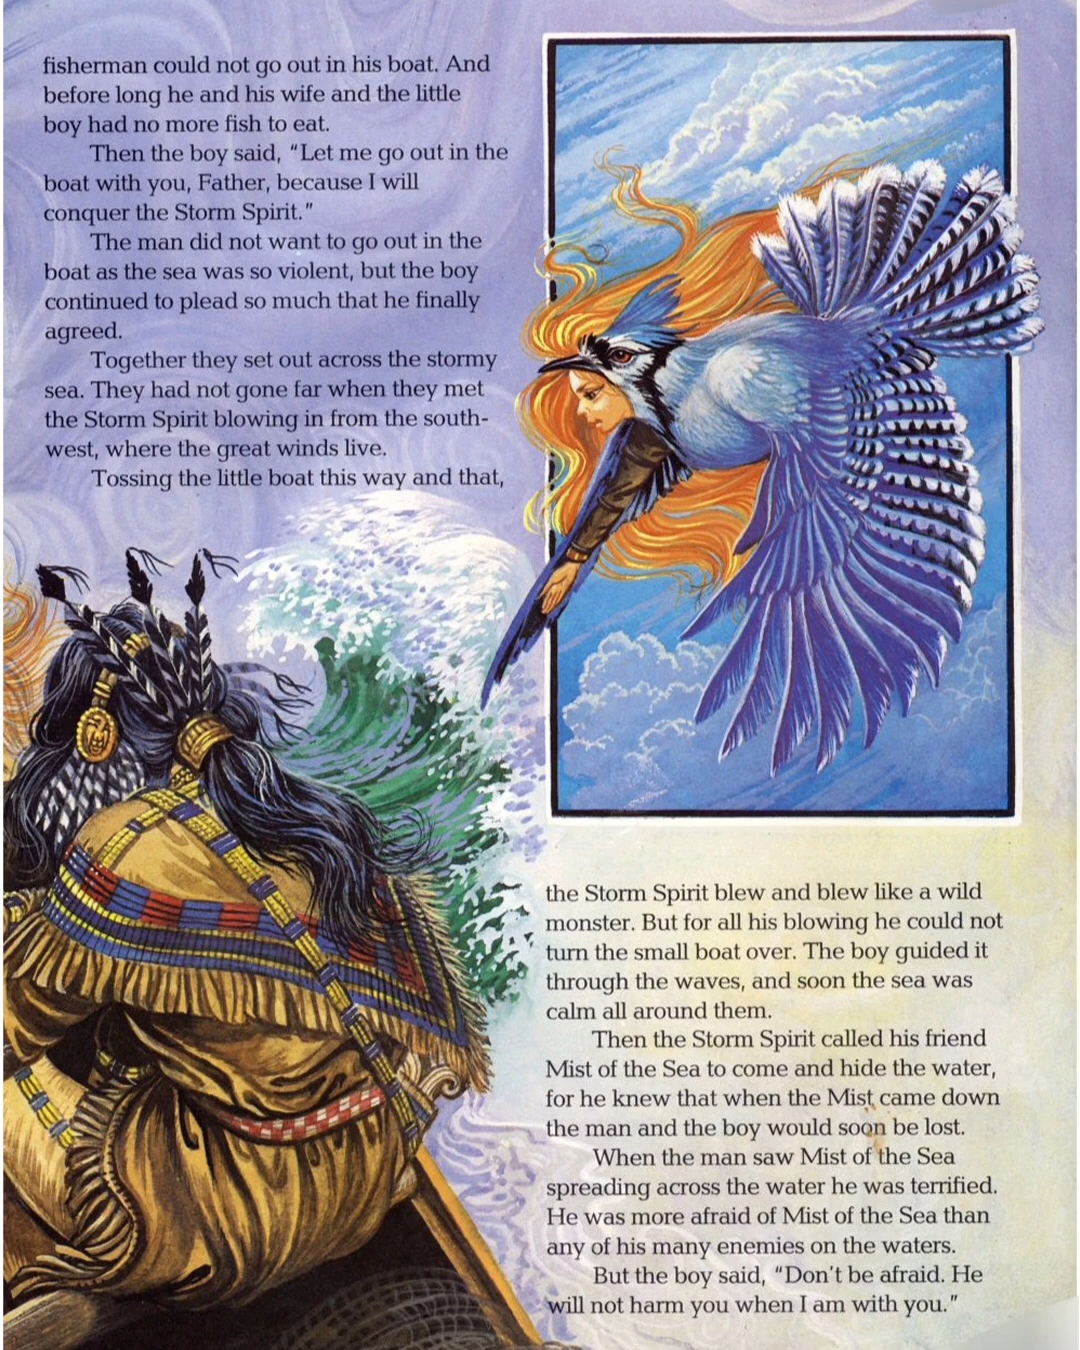 fisherman could not go out in his boat. And
before long he and his wife and the little
boy had no more fish to eat.
Then the boy said, “Let me go out in the
boat with you, Father, because I will
conquer the Storm Spirit.”
The man did not want to go out in the
boat as the sea was so violent, but the boy
continued to plead so much that he finally
agreed.
Together they set out across the stormy
sea. They had not gone far when they met
the Storm Spirit blowing in from the south-
west, where the great winds live.
Tossing the little boat this way and that,
the Storm Spirit blew and blew like a wild
monster. But for all his blowing he could not
turn the small boat over. The boy guided it
through the waves, and soon the sea was
calm all around them.
Then the Storm Spirit called his friend
Mist of the Sea to come and hide the water,
for he knew that when the Mist came down
the man and the boy would soon be lost.
When the man saw Mist of the Sea
spreading across the water he was terrified.
He was more afraid of Mist of the Sea than
any of his many enemies on the waters.
But the boy said, “Don't be afraid. He
will not harm you when I am with you.”